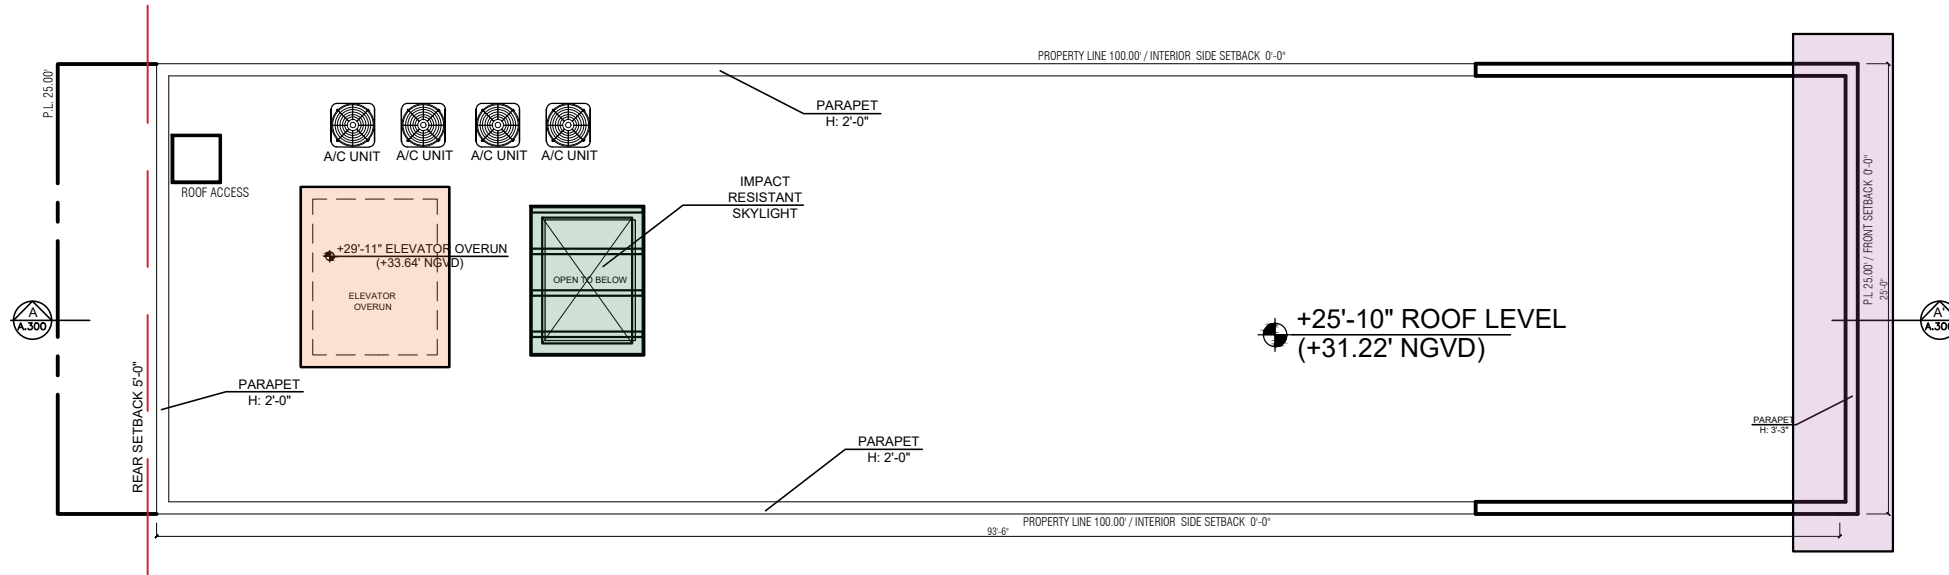 PROPERTY LINE 100.00' / INTERIOR SIDE SETBACK 0'-0"
P.L. 25.00'
PARAPET
H: 2'-0"
A/C UNIT
A/C UNIT
A/C UNIT
A/C UNIT
ROOF ACCESS
IMPACT
RESISTANT
SKYLIGHT
+29'-11" ELEVATOR OVERUN
(+33.64' NGVD)
ELEVATOR
OVERUN
OPEN TO BELOW
P.L 25.00' / FRONT SETBACK 0'-0"
25'-0"
A
A.300
+25'-10" ROOF LEVEL
(+31.22' NGVD)
A'
A.300
REAR SETBACK 5'-0"
PARAPET
H: 2'-0"
PARAPET
H: 3'-3"
PARAPET
H: 2'-0"
PROPERTY LINE 100.00' / INTERIOR SIDE SETBACK 0'-0"
93'-6"